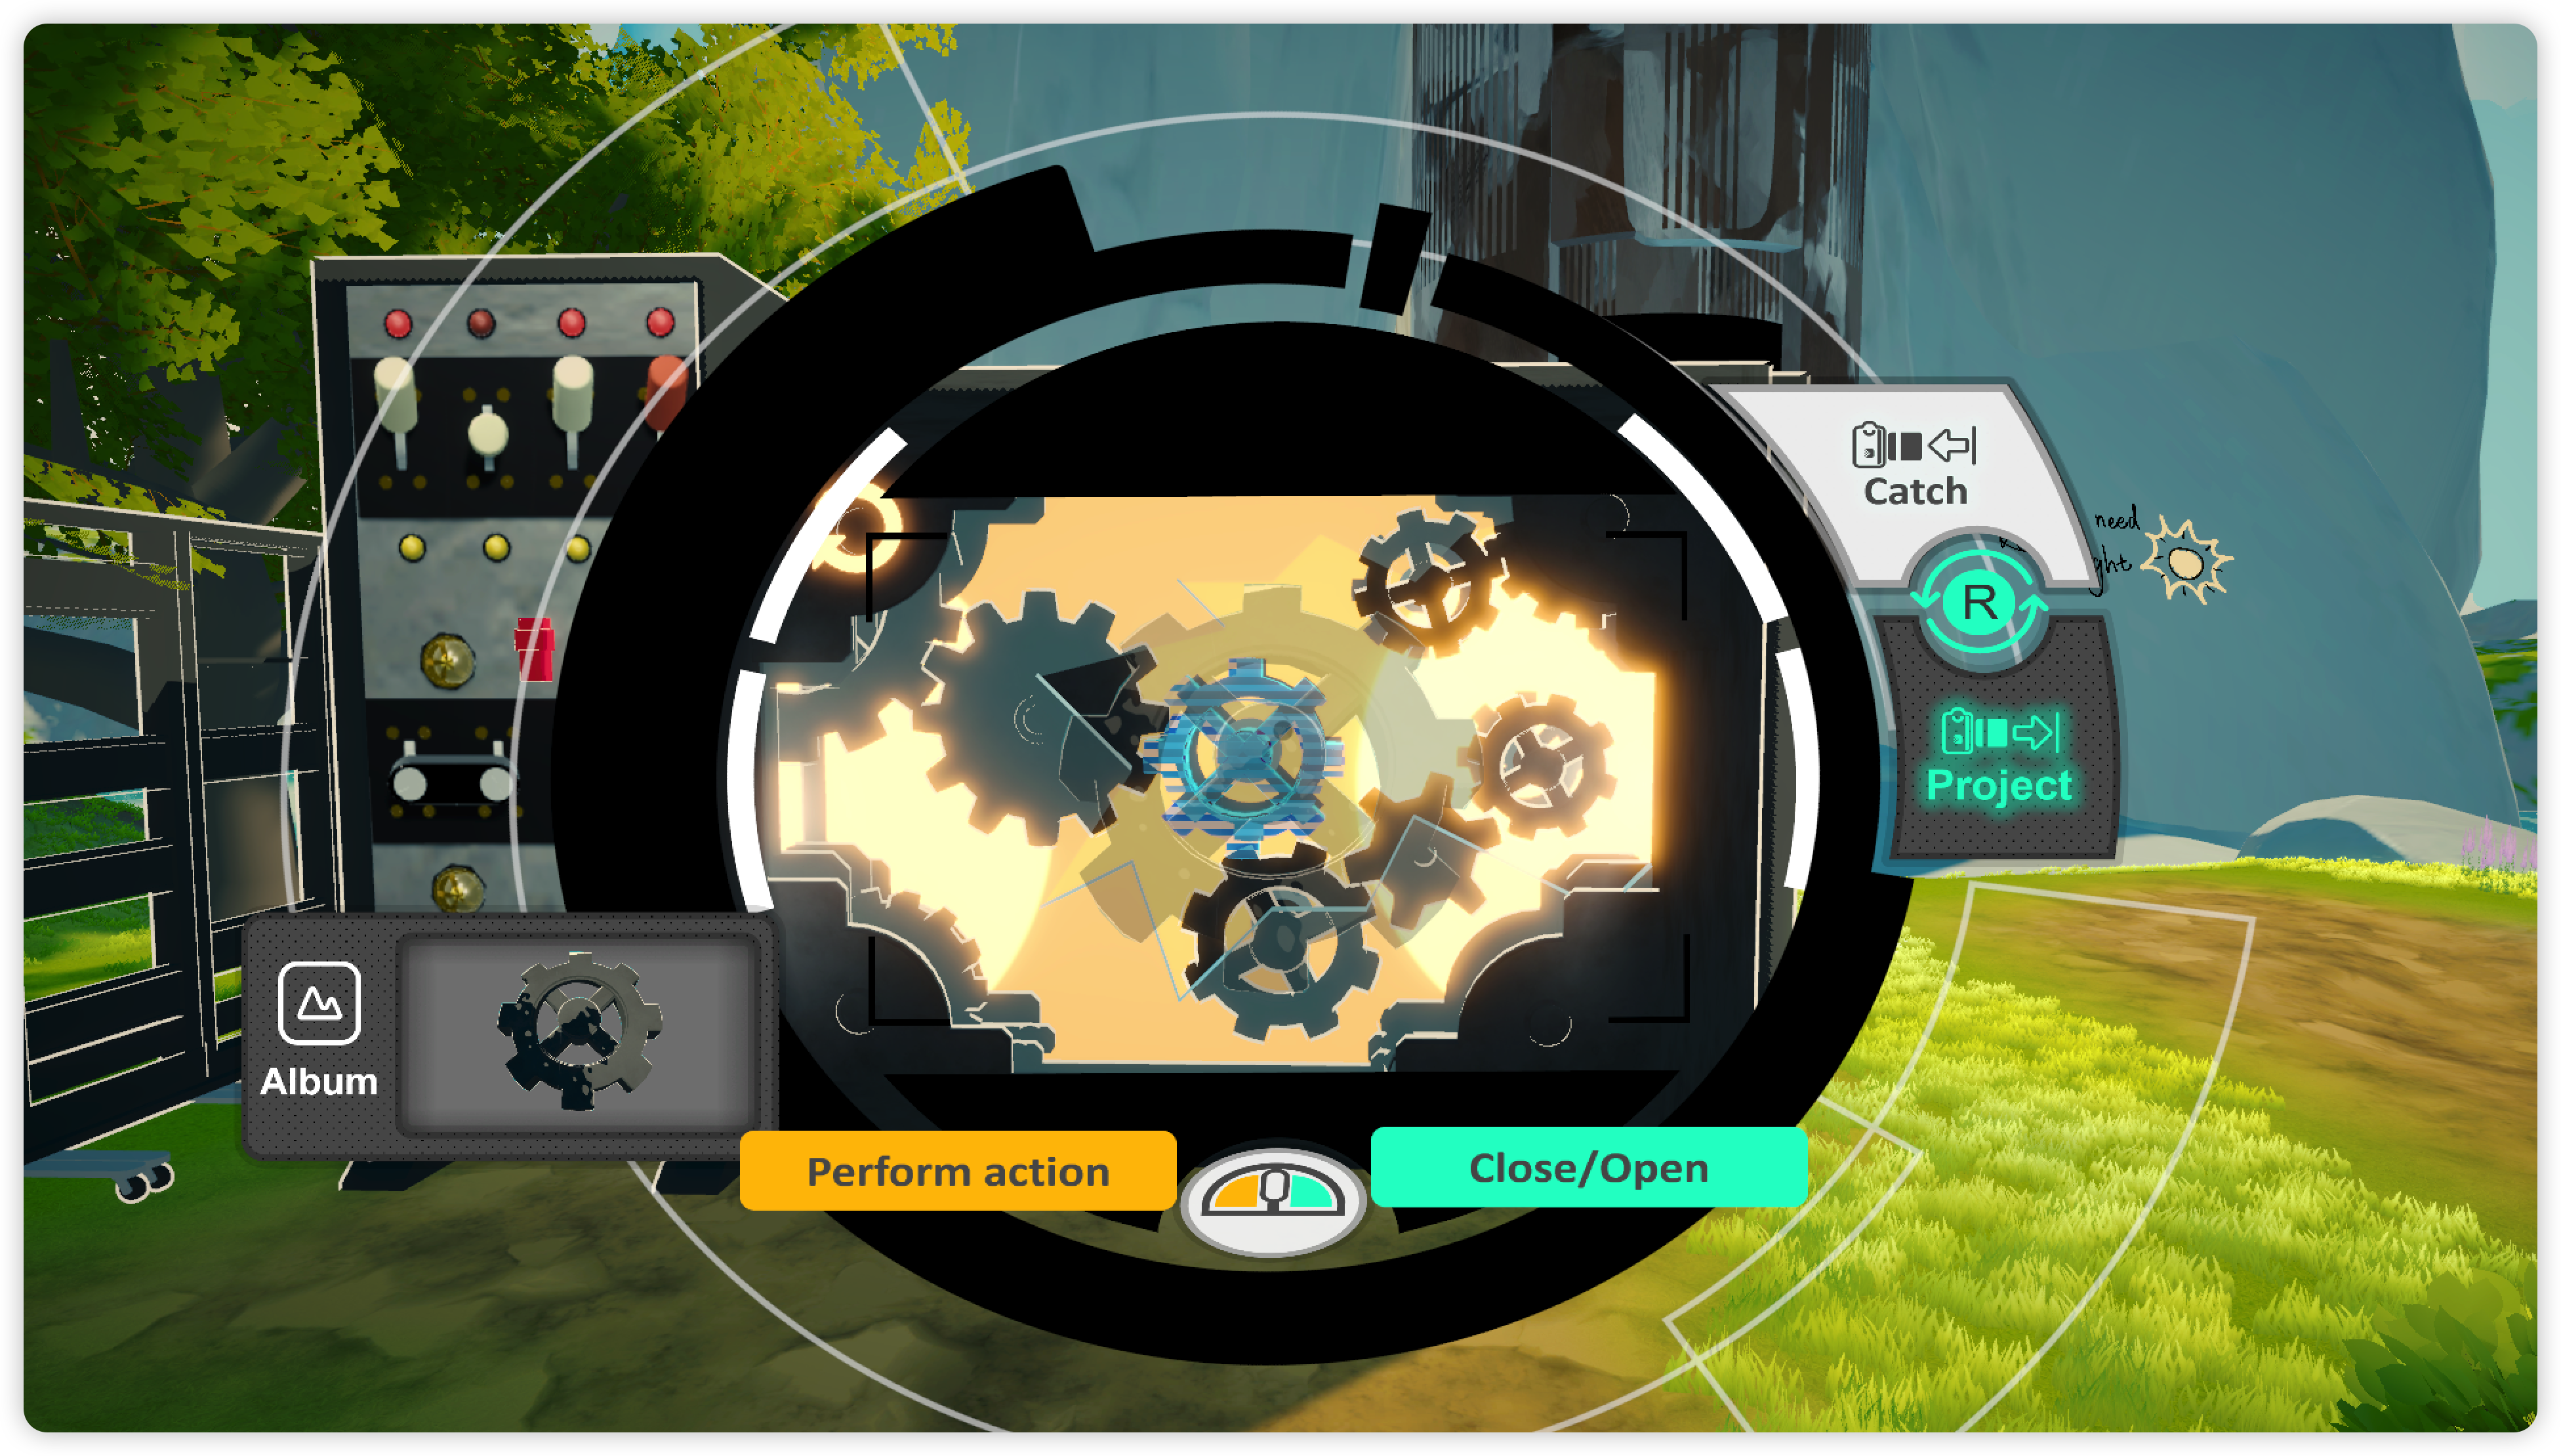 Catch
need
R
Project
Album
Perform action
Close/Open